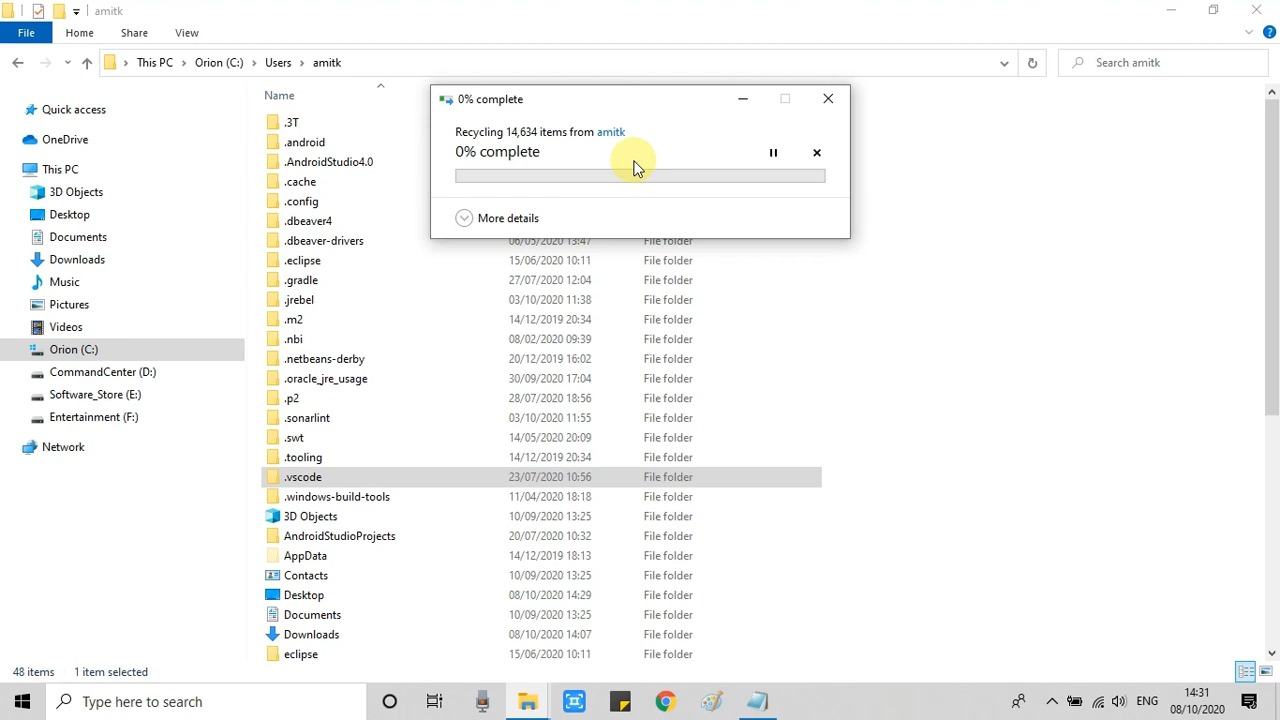 amitk
File
Home
Share
View
This PC
Orion (C:)
Users
amitk
Search amitk
Quick access
OneDrive
This PC
3D Objects
Desktop
Documents
Downloads
Music
Pictures
Videos
Orion (C:)
CommandCenter (D:)
Software_Store (E:)
Entertainment (F:)
Network
Name
0% complete
Recycling 14,634 items from amitk
0% complete
More details
.3T
.android
.AndroidStudio4.0
.cache
.config
.dbeaver4
.dbeaver-drivers 06/05/2020 13:47 File folder
.eclipse 15/06/2020 10:11 File folder
.gradle 27/07/2020 12:04 File folder
.jrebel 03/10/2020 11:38 File folder
.m2 14/12/2019 20:34 File folder
.nbi 08/02/2020 09:39 File folder
.netbeans-derby 20/12/2019 16:02 File folder
.oracle_jre_usage 30/09/2020 17:04 File folder
.p2 28/07/2020 18:56 File folder
.sonarlint 03/10/2020 11:55 File folder
.swt 14/05/2020 20:09 File folder
.tooling 14/12/2019 20:34 File folder
.vscode 23/07/2020 10:56 File folder
.windows-build-tools 11/04/2020 18:18 File folder
3D Objects 10/09/2020 13:25 File folder
AndroidStudioProjects 20/07/2020 10:32 File folder
AppData 14/12/2019 18:13 File folder
Contacts 10/09/2020 13:25 File folder
Desktop 08/10/2020 14:29 File folder
Documents 10/09/2020 13:25 File folder
Downloads 08/10/2020 14:07 File folder
eclipse 15/06/2020 10:11 File folder
48 items 1 item selected
Type here to search
ENG
14:31
08/10/2020